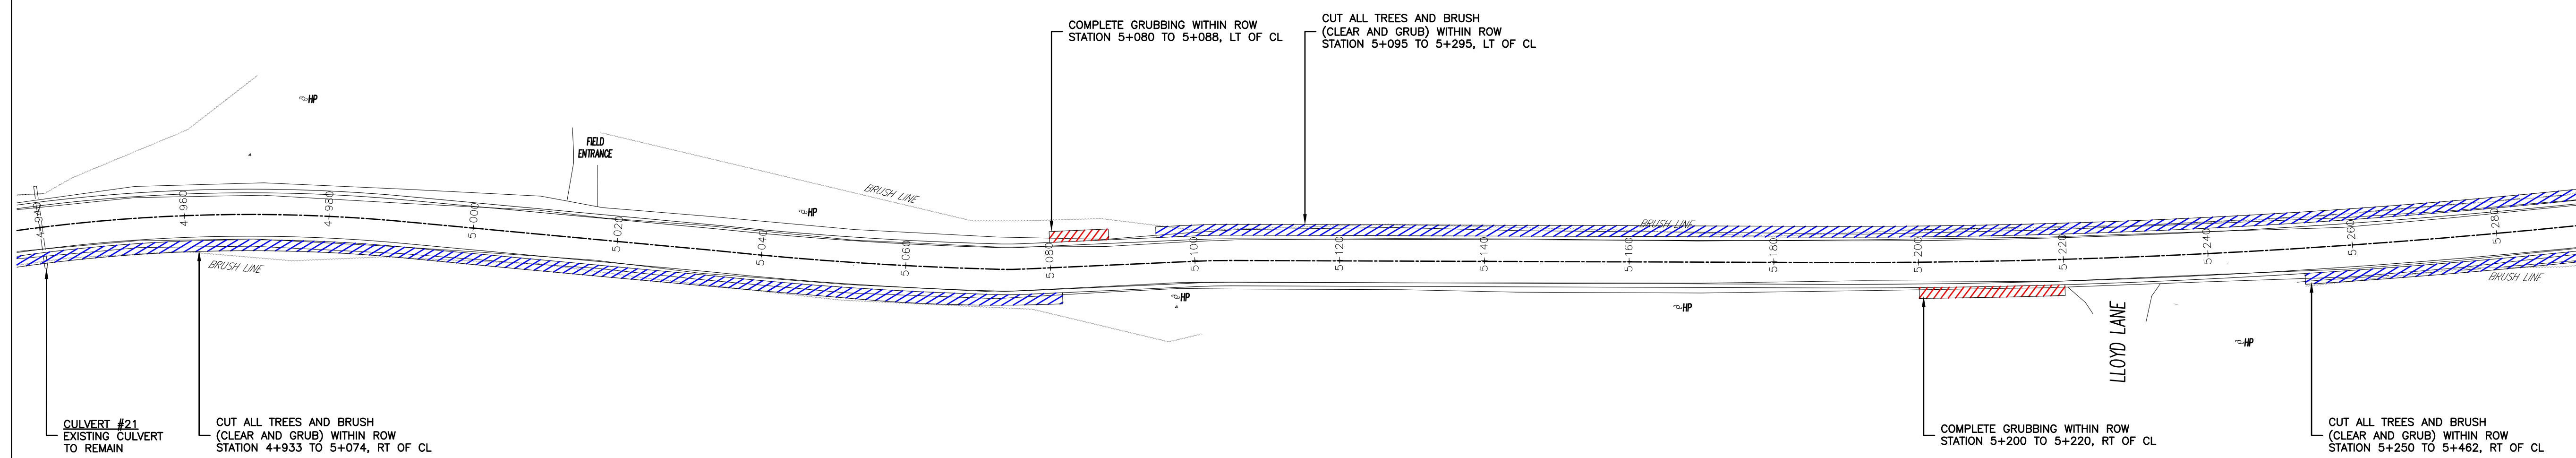 COMPLETE GRUBBING WITHIN ROW
STATION 5+080 TO 5+088, LT OF CL
CUT ALL TREES AND BRUSH
(CLEAR AND GRUB) WITHIN ROW
STATION 5+095 TO 5+295, LT OF CL
HP
FIELD
ENTRANCE
BRUSH LINE
HP
BRUSH LINE
4+940
4+960
4+980
5+000
5+020
5+040
5+060
5+080
5+100
5+120
5+140
5+160
5+180
5+200
5+220
5+240
5+260
5+280
BRUSH LINE
BRUSH LINE
HP
HP
LLOYD LANE
HP
CULVERT #21
EXISTING CULVERT
TO REMAIN
CUT ALL TREES AND BRUSH
(CLEAR AND GRUB) WITHIN ROW
STATION 4+933 TO 5+074, RT OF CL
COMPLETE GRUBBING WITHIN ROW
STATION 5+200 TO 5+220, RT OF CL
CUT ALL TREES AND BRUSH
(CLEAR AND GRUB) WITHIN ROW
STATION 5+250 TO 5+462, RT OF CL